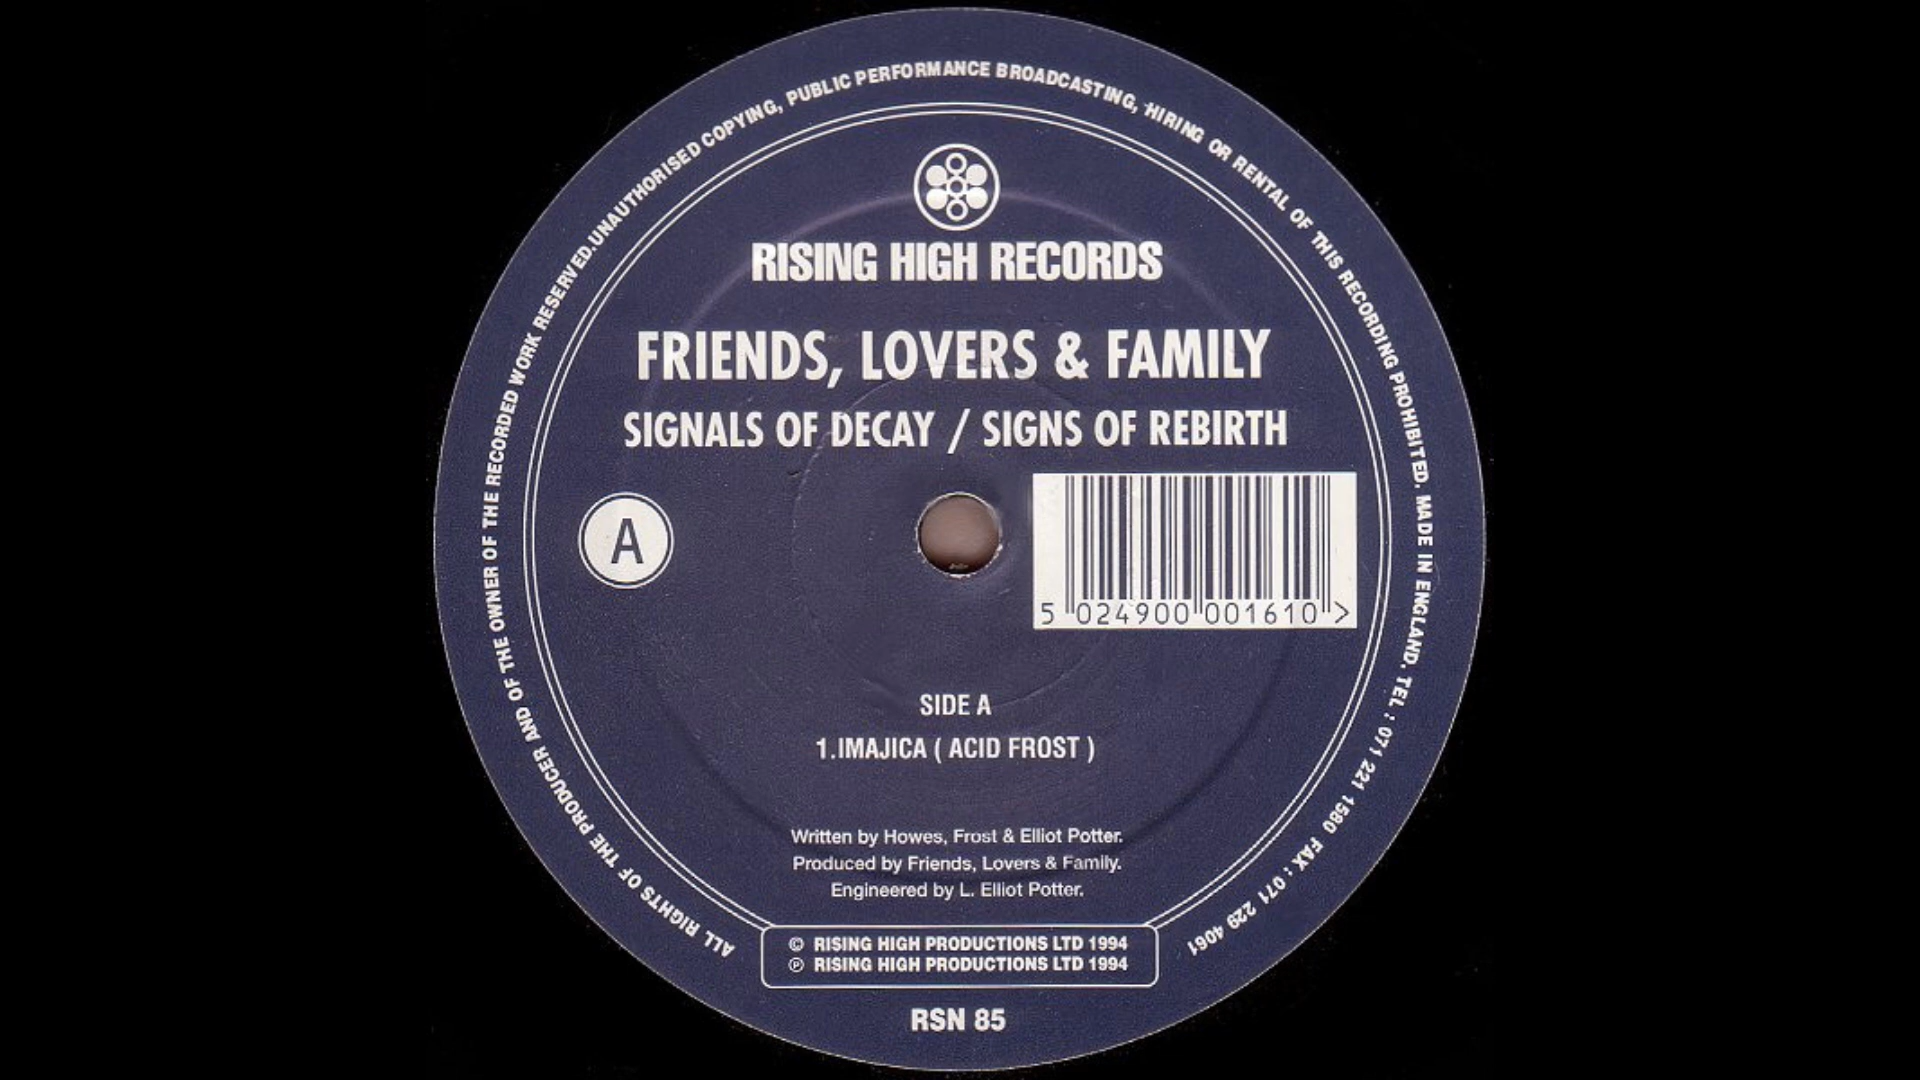 ALL RIGHTS OF THE PRODUCER AND OF THE OWNER OF THE RECORDED WORK RESERVED.UNAUTHORISED COPYING, PUBLIC PERFORMANCE BROADCASTING, HIRING OR RENTAL OF THIS RECORDING PROHIBITED. MADE IN ENGLAND. TEL : 071 221 1580 FAX : 071 229 4061
RISING HIGH RECORDS
FRIENDS, LOVERS & FAMILY
SIGNALS OF DECAY / SIGNS OF REBIRTH
A
5 024900 001610 >
SIDE A
1.IMAJICA ( ACID FROST )
Written by Howes, Frost & Elliot Potter.
Produced by Friends, Lovers & Family.
Engineered by L. Elliot Potter.
© RISING HIGH PRODUCTIONS LTD 1994
℗ RISING HIGH PRODUCTIONS LTD 1994
RSN 85